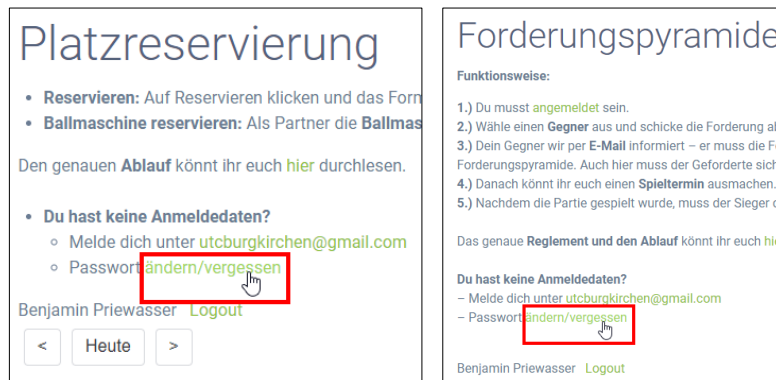 Platzreservierung
• Reservieren: Auf Reservieren klicken und das
• Ballmaschine reservieren: Als Partner die
Den genauen Ablauf könnt ihr euch hier durchlesen.
• Du hast keine Anmeldedaten?
◦ Melde dich unter utcburgkirchen@gmail.com
◦ Passwort ändern/vergessen
Benjamin Priewasser Logout
< Heute >
Forderungspyramide
Funktionsweise:
1.) Du musst angemeldet sein.
2.) Wähle einen Gegner aus und schicke die Forderung
3.) Dein Gegner wir per E-Mail informiert – er muss die
Forderungspyramide. Auch hier muss der Geforderte
4.) Danach könnt ihr euch einen Spieltermin ausmachen.
5.) Nachdem die Partie gespielt wurde, muss der Sieger
Das genaue Reglement und den Ablauf könnt ihr euch
Du hast keine Anmeldedaten?
– Melde dich unter utcburgkirchen@gmail.com
– Passwort ändern/vergessen
Benjamin Priewasser Logout